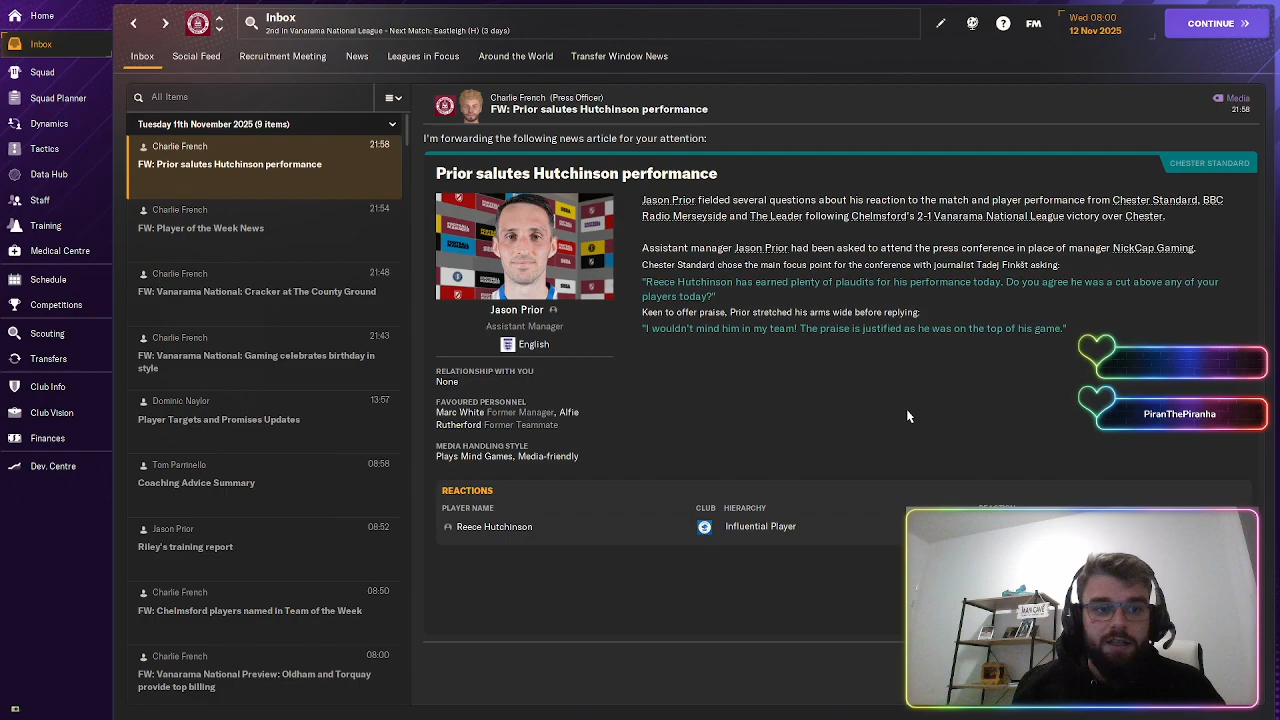 Home
Inbox
2nd in Vanarama National League - Next Match: Eastleigh (H) (3 days)
FM
Wed 08:00
12 Nov 2025
CONTINUE
Inbox
Squad
Squad Planner
Dynamics
Tactics
Data Hub
Staff
Training
Medical Centre
Schedule
Competitions
Scouting
Transfers
Club Info
Club Vision
Finances
Dev. Centre
Inbox
Social Feed
Recruitment Meeting
News
Leagues in Focus
Around the World
Transfer Window News
All Items
Tuesday 11th November 2025 (9 items)
Charlie French 21:58
FW: Prior salutes Hutchinson performance
Charlie French 21:54
FW: Player of the Week News
Charlie French 21:48
FW: Vanarama National: Cracker at The County Ground
Charlie French 21:43
FW: Vanarama National: Gaming celebrates birthday in
style
Dominic Naylor 13:57
Player Targets and Promises Updates
Tom Parrinello 08:58
Coaching Advice Summary
Jason Prior 08:52
Riley's training report
Charlie French 08:50
FW: Chelmsford players named in Team of the Week
Charlie French 08:00
FW: Vanarama National Preview: Oldham and Torquay
provide top billing
Charlie French (Press Officer)
FW: Prior salutes Hutchinson performance
Media
21:58
I'm forwarding the following news article for your attention:
CHESTER STANDARD
Prior salutes Hutchinson performance
Jason Prior
Assistant Manager
English
RELATIONSHIP WITH YOU
None
FAVOURED PERSONNEL
Marc White Former Manager, Alfie
Rutherford Former Teammate
MEDIA HANDLING STYLE
Plays Mind Games, Media-friendly
Jason Prior fielded several questions about his reaction to the match and player performance from Chester Standard, BBC
Radio Merseyside and The Leader following Chelmsford's 2-1 Vanarama National League victory over Chester.
Assistant manager Jason Prior had been asked to attend the press conference in place of manager NickCap Gaming.
Chester Standard chose the main focus point for the conference with journalist Tadej Finkšt asking:
"Reece Hutchinson has earned plenty of plaudits for his performance today. Do you agree he was a cut above any of your
players today?"
Keen to offer praise, Prior stretched his arms wide before replying:
"I wouldn't mind him in my team! The praise is justified as he was on the top of his game."
PiranThePiranha
REACTIONS
PLAYER NAME CLUB HIERARCHY REACTION
Reece Hutchinson Influential Player
MAN CAVE